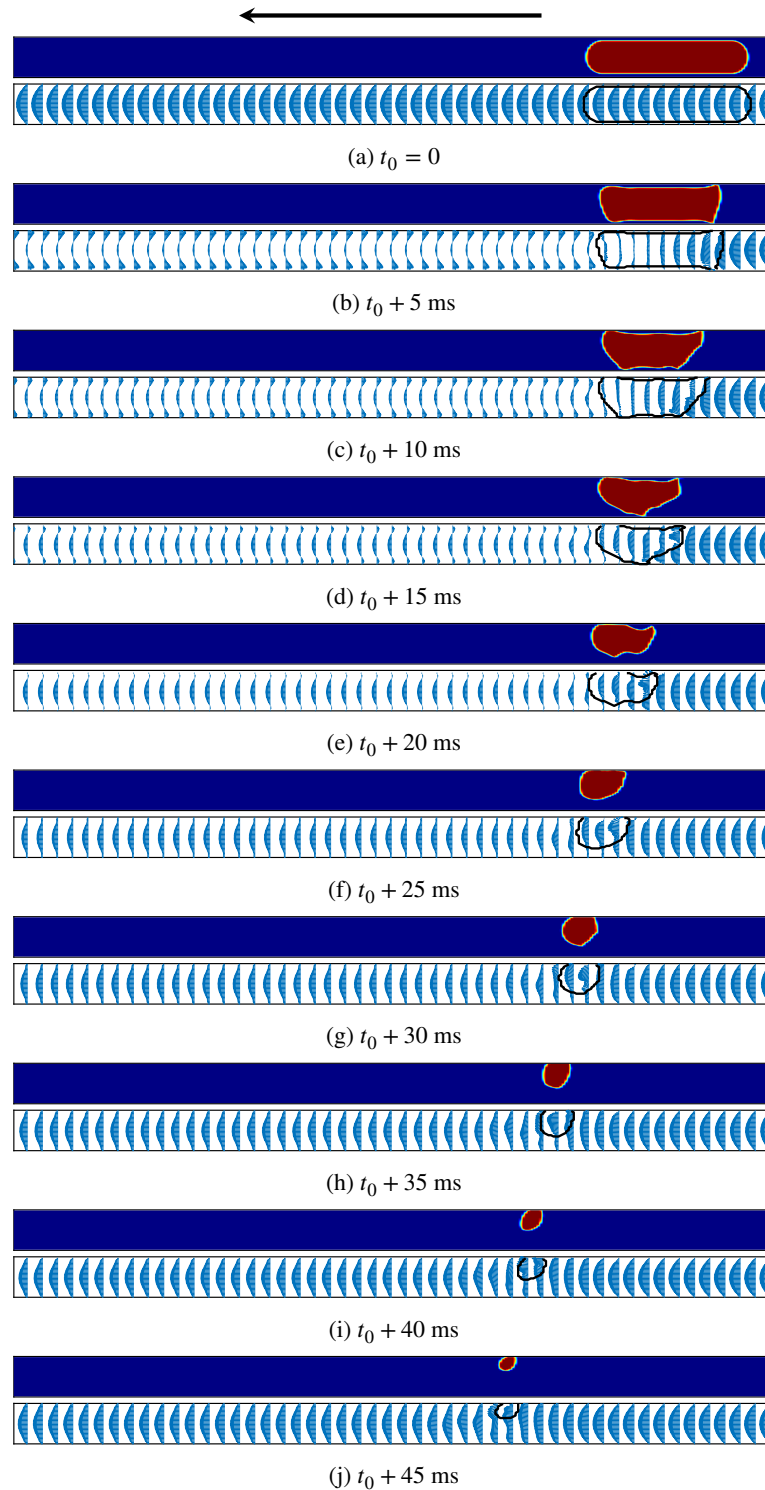 (a) t₀ = 0
(b) t₀ + 5 ms
(c) t₀ + 10 ms
(d) t₀ + 15 ms
(e) t₀ + 20 ms
(f) t₀ + 25 ms
(g) t₀ + 30 ms
(h) t₀ + 35 ms
(i) t₀ + 40 ms
(j) t₀ + 45 ms